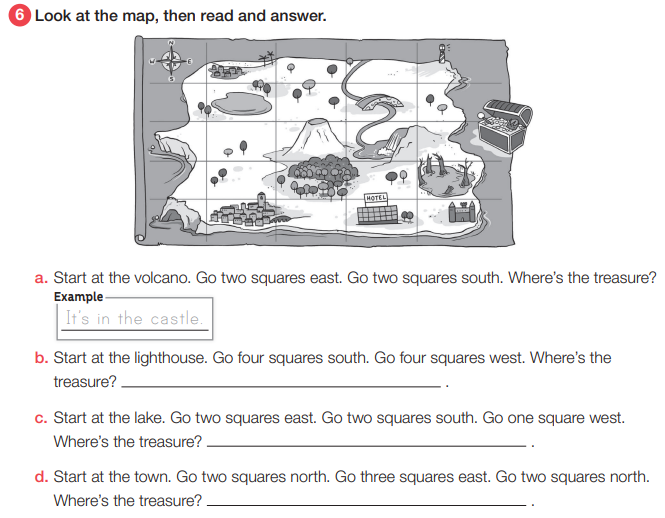 6 Look at the map, then read and answer.
N
W E
S
HOTEL
a. Start at the volcano. Go two squares east. Go two squares south. Where's the treasure?
Example
It's in the castle.
b. Start at the lighthouse. Go four squares south. Go four squares west. Where's the
treasure? .
c. Start at the lake. Go two squares east. Go two squares south. Go one square west.
Where's the treasure? .
d. Start at the town. Go two squares north. Go three squares east. Go two squares north.
Where's the treasure? .